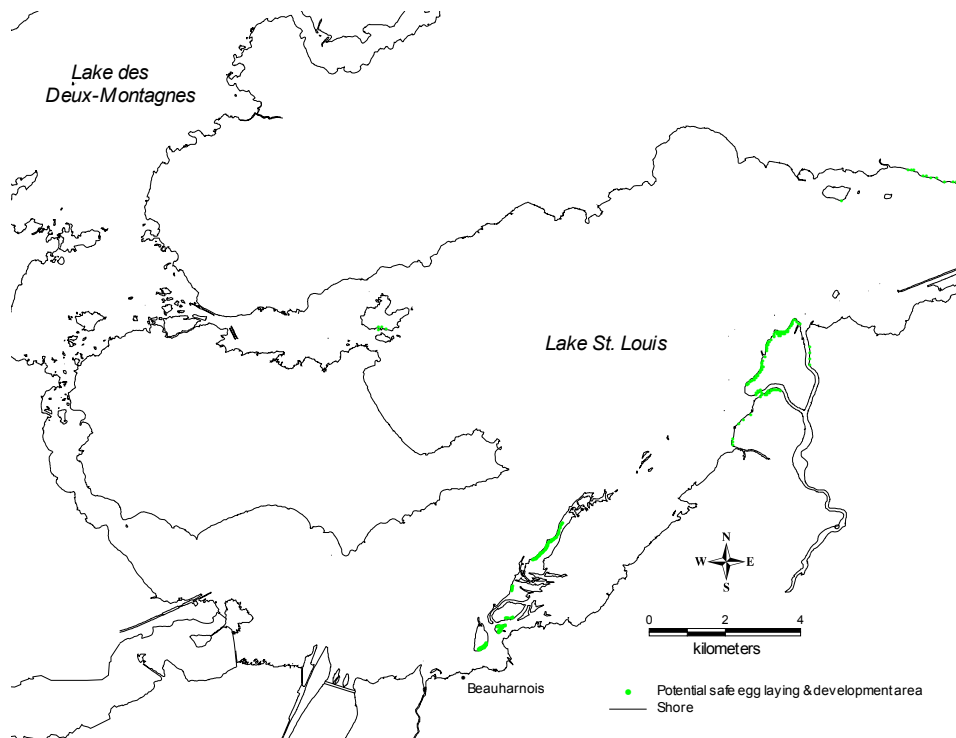 Lake des
Deux-Montagnes
Lake St. Louis
N
W E
S
0 2 4
kilometers
Beauharnois
Potential safe egg laying & development area
Shore